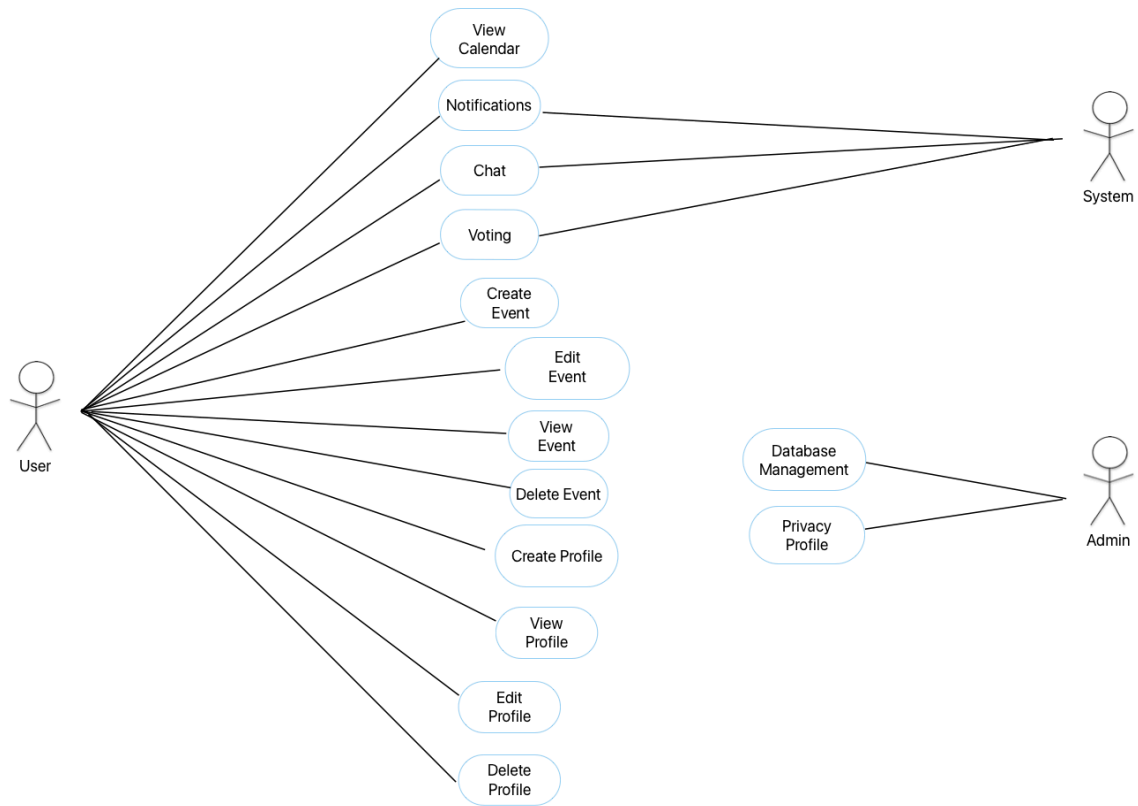 View
Calendar
Notifications
Chat
System
Voting
Create
Event
Edit
Event
View
Event
User
Database
Management
Delete Event
Privacy
Profile
Admin
Create Profile
View
Profile
Edit
Profile
Delete
Profile